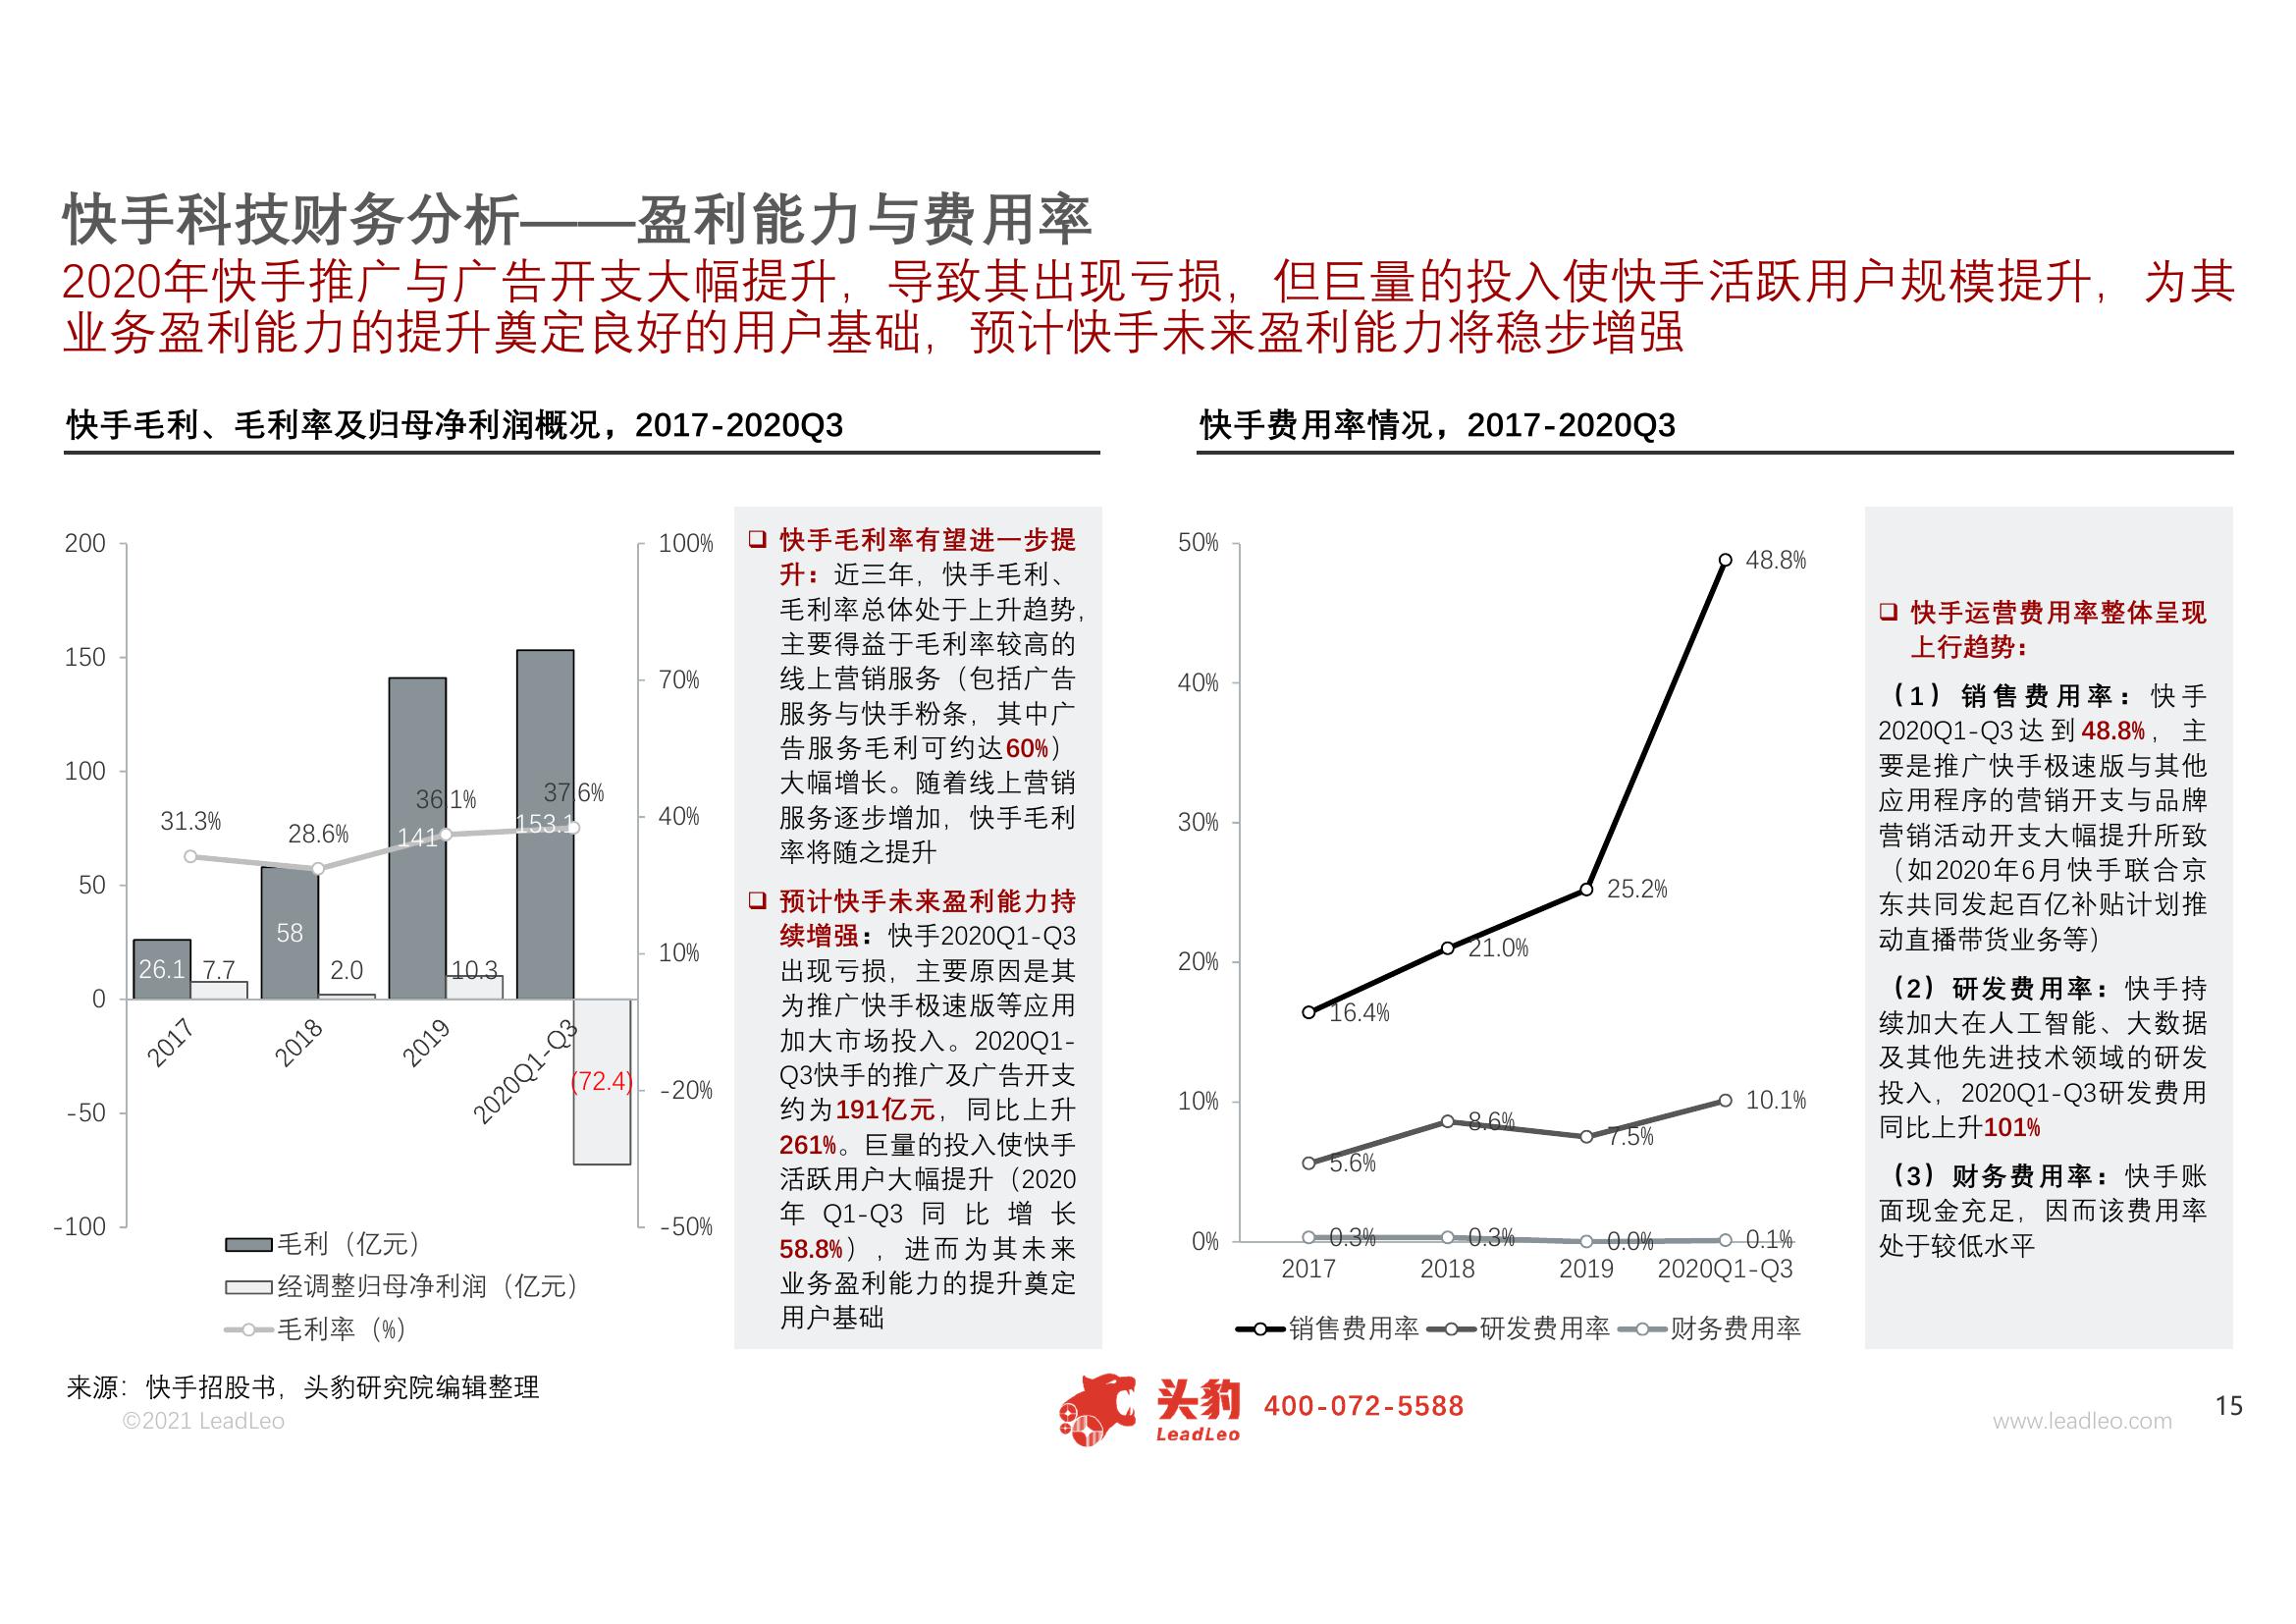 快手科技财务分析——盈利能力与费用率
2020年快手推广与广告开支大幅提升，导致其出现亏损，但巨量的投入使快手活跃用户规模提升，为其
业务盈利能力的提升奠定良好的用户基础，预计快手未来盈利能力将稳步增强
快手毛利、毛利率及归母净利润概况，2017-2020Q3
200
150
100
50
0
-50
-100
100%
70%
40%
10%
-20%
-50%
31.3%
28.6%
36.1%
37.6%
26.1
7.7
58
2.0
141
10.3
153.1
(72.4)
2017
2018
2019
2020Q1-Q3
毛利（亿元）
经调整归母净利润（亿元）
毛利率（%）
❑ 快手毛利率有望进一步提
升：近三年，快手毛利、
毛利率总体处于上升趋势，
主要得益于毛利率较高的
线上营销服务（包括广告
服务与快手粉条，其中广
告服务毛利可约达60%）
大幅增长。随着线上营销
服务逐步增加，快手毛利
率将随之提升
❑ 预计快手未来盈利能力持
续增强：快手2020Q1-Q3
出现亏损，主要原因是其
为推广快手极速版等应用
加大市场投入。2020Q1-
Q3快手的推广及广告开支
约为191亿元，同比上升
261%。巨量的投入使快手
活跃用户大幅提升（2020
年Q1-Q3同比增长
58.8%），进而为其未来
业务盈利能力的提升奠定
用户基础
快手费用率情况，2017-2020Q3
50%
40%
30%
20%
10%
0%
48.8%
25.2%
21.0%
16.4%
10.1%
8.6%
7.5%
5.6%
0.3%
0.3%
0.0%
0.1%
2017
2018
2019
2020Q1-Q3
销售费用率
研发费用率
财务费用率
❑ 快手运营费用率整体呈现
上行趋势：
（1）销售费用率：快手
2020Q1-Q3达到48.8%，主
要是推广快手极速版与其他
应用程序的营销开支与品牌
营销活动开支大幅提升所致
（如2020年6月快手联合京
东共同发起百亿补贴计划推
动直播带货业务等）
（2）研发费用率：快手持
续加大在人工智能、大数据
及其他先进技术领域的研发
投入，2020Q1-Q3研发费用
同比上升101%
（3）财务费用率：快手账
面现金充足，因而该费用率
处于较低水平
来源：快手招股书，头豹研究院编辑整理
©2021 LeadLeo
头豹
LeadLeo
400-072-5588
www.leadleo.com
15